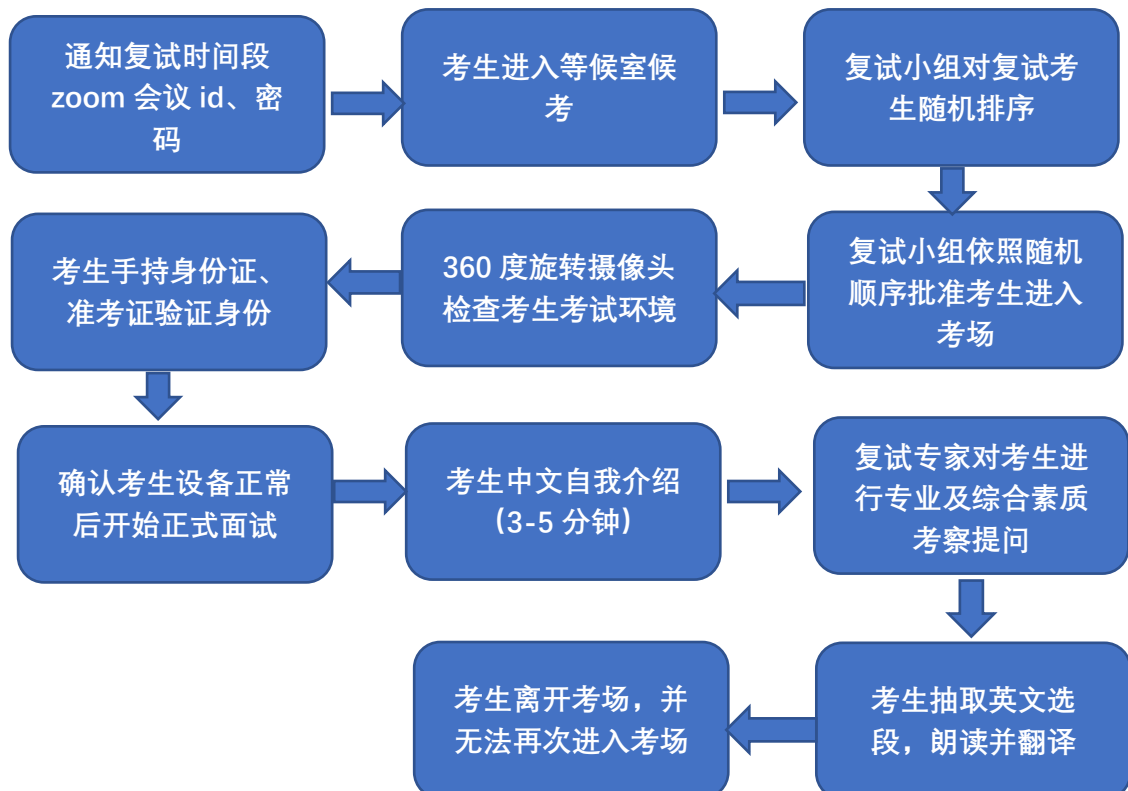 通知复试时间段
zoom 会议 id、密
码
考生进入等候室候
考
复试小组对复试考
生随机排序
复试小组依照随机
顺序批准考生进入
考场
360 度旋转摄像头
检查考生考试环境
考生手持身份证、
准考证验证身份
确认考生设备正常
后开始正式面试
考生中文自我介绍
(3-5 分钟)
复试专家对考生进
行专业及综合素质
考察提问
考生抽取英文选
段，朗读并翻译
考生离开考场，并
无法再次进入考场